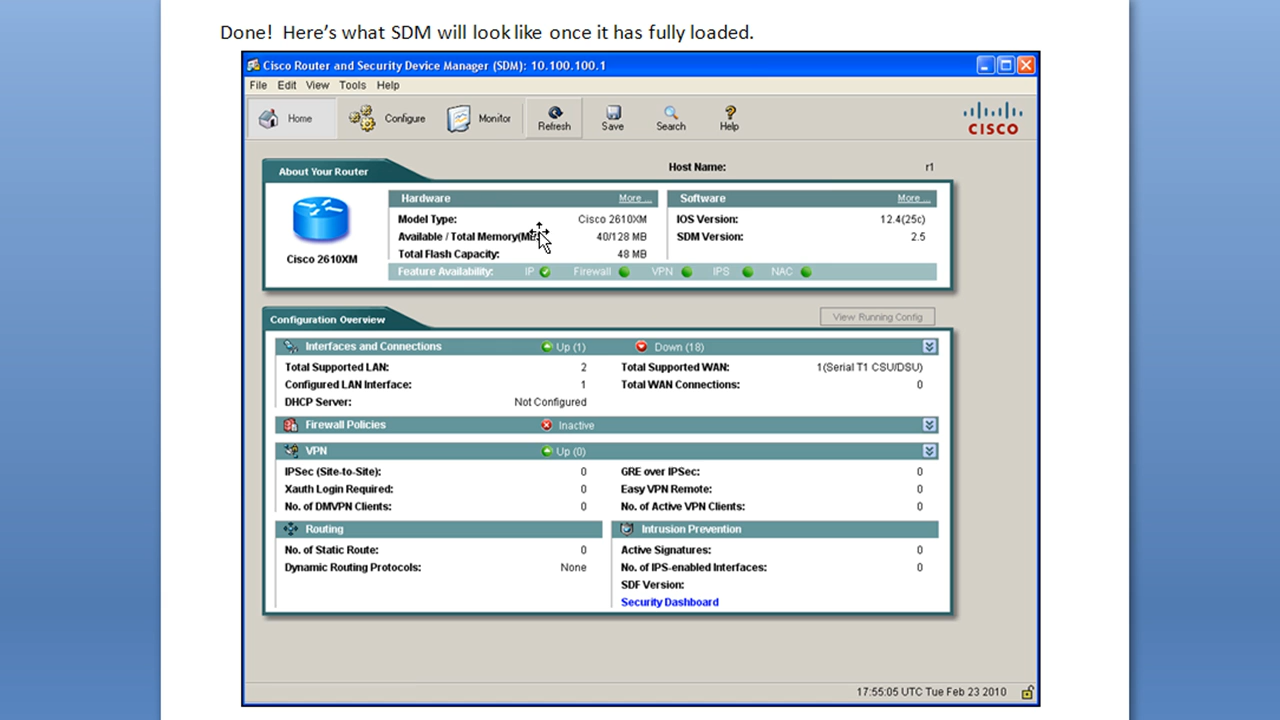 Done!  Here's what SDM will look like once it has fully loaded.
Cisco Router and Security Device Manager (SDM): 10.100.100.1
File Edit View Tools Help
Home Configure Monitor Refresh Save Search Help
CISCO
About Your Router Host Name: r1
Hardware More ... Software More ...
Model Type: Cisco 2610XM IOS Version: 12.4(25c)
Available / Total Memory(M 40/128 MB SDM Version: 2.5
Total Flash Capacity: 48 MB
Cisco 2610XM
Feature Availability: IP Firewall VPN IPS NAC
Configuration Overview View Running Config
Interfaces and Connections Up (1) Down (18)
Total Supported LAN: 2 Total Supported WAN: 1(Serial T1 CSU/DSU)
Configured LAN Interface: 1 Total WAN Connections: 0
DHCP Server: Not Configured
Firewall Policies Inactive
VPN Up (0)
IPSec (Site-to-Site): 0 GRE over IPSec: 0
Xauth Login Required: 0 Easy VPN Remote: 0
No. of DMVPN Clients: 0 No. of Active VPN Clients: 0
Routing Intrusion Prevention
No. of Static Route: 0 Active Signatures: 0
Dynamic Routing Protocols: None No. of IPS-enabled Interfaces: 0
SDF Version:
Security Dashboard
17:55:05 UTC Tue Feb 23 2010